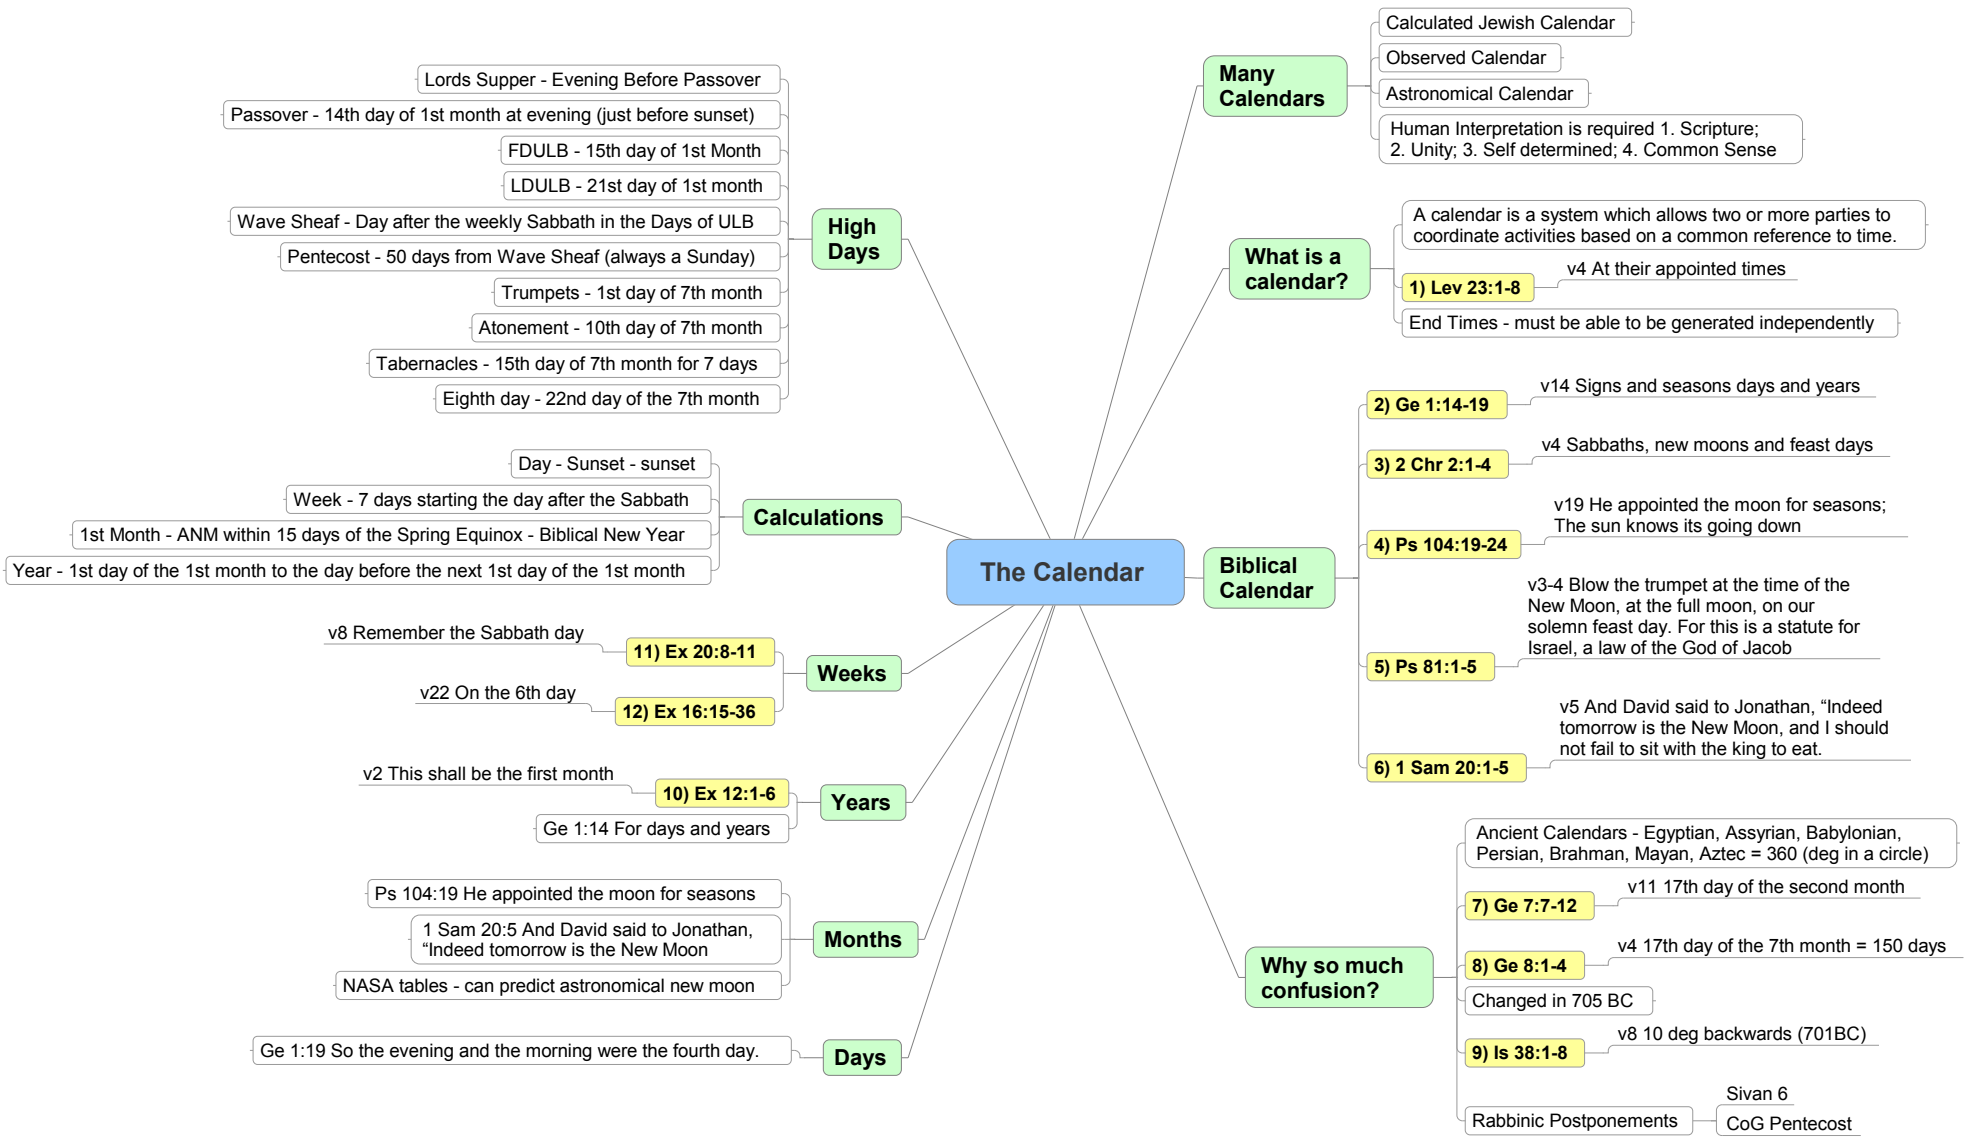 The Calendar
Many
Calendars
Calculated Jewish Calendar
Observed Calendar
Astronomical Calendar
Human Interpretation is required 1. Scripture;
2. Unity; 3. Self determined; 4. Common Sense
What is a
calendar?
A calendar is a system which allows two or more parties to
coordinate activities based on a common reference to time.
1) Lev 23:1-8
v4 At their appointed times
End Times - must be able to be generated independently
Biblical
Calendar
2) Ge 1:14-19
v14 Signs and seasons days and years
3) 2 Chr 2:1-4
v4 Sabbaths, new moons and feast days
4) Ps 104:19-24
v19 He appointed the moon for seasons;
The sun knows its going down
5) Ps 81:1-5
v3-4 Blow the trumpet at the time of the
New Moon, at the full moon, on our
solemn feast day. For this is a statute for
Israel, a law of the God of Jacob
6) 1 Sam 20:1-5
v5 And David said to Jonathan, “Indeed
tomorrow is the New Moon, and I should
not fail to sit with the king to eat.
Why so much
confusion?
Ancient Calendars - Egyptian, Assyrian, Babylonian,
Persian, Brahman, Mayan, Aztec = 360 (deg in a circle)
7) Ge 7:7-12
v11 17th day of the second month
8) Ge 8:1-4
v4 17th day of the 7th month = 150 days
Changed in 705 BC
9) Is 38:1-8
v8 10 deg backwards (701BC)
Rabbinic Postponements
Sivan 6
CoG Pentecost
High
Days
Lords Supper - Evening Before Passover
Passover - 14th day of 1st month at evening (just before sunset)
FDULB - 15th day of 1st Month
LDULB - 21st day of 1st month
Wave Sheaf - Day after the weekly Sabbath in the Days of ULB
Pentecost - 50 days from Wave Sheaf (always a Sunday)
Trumpets - 1st day of 7th month
Atonement - 10th day of 7th month
Tabernacles - 15th day of 7th month for 7 days
Eighth day - 22nd day of the 7th month
Calculations
Day - Sunset - sunset
Week - 7 days starting the day after the Sabbath
1st Month - ANM within 15 days of the Spring Equinox - Biblical New Year
Year - 1st day of the 1st month to the day before the next 1st day of the 1st month
Weeks
11) Ex 20:8-11
v8 Remember the Sabbath day
12) Ex 16:15-36
v22 On the 6th day
Years
10) Ex 12:1-6
v2 This shall be the first month
Ge 1:14 For days and years
Months
Ps 104:19 He appointed the moon for seasons
1 Sam 20:5 And David said to Jonathan,
“Indeed tomorrow is the New Moon
NASA tables - can predict astronomical new moon
Days
Ge 1:19 So the evening and the morning were the fourth day.